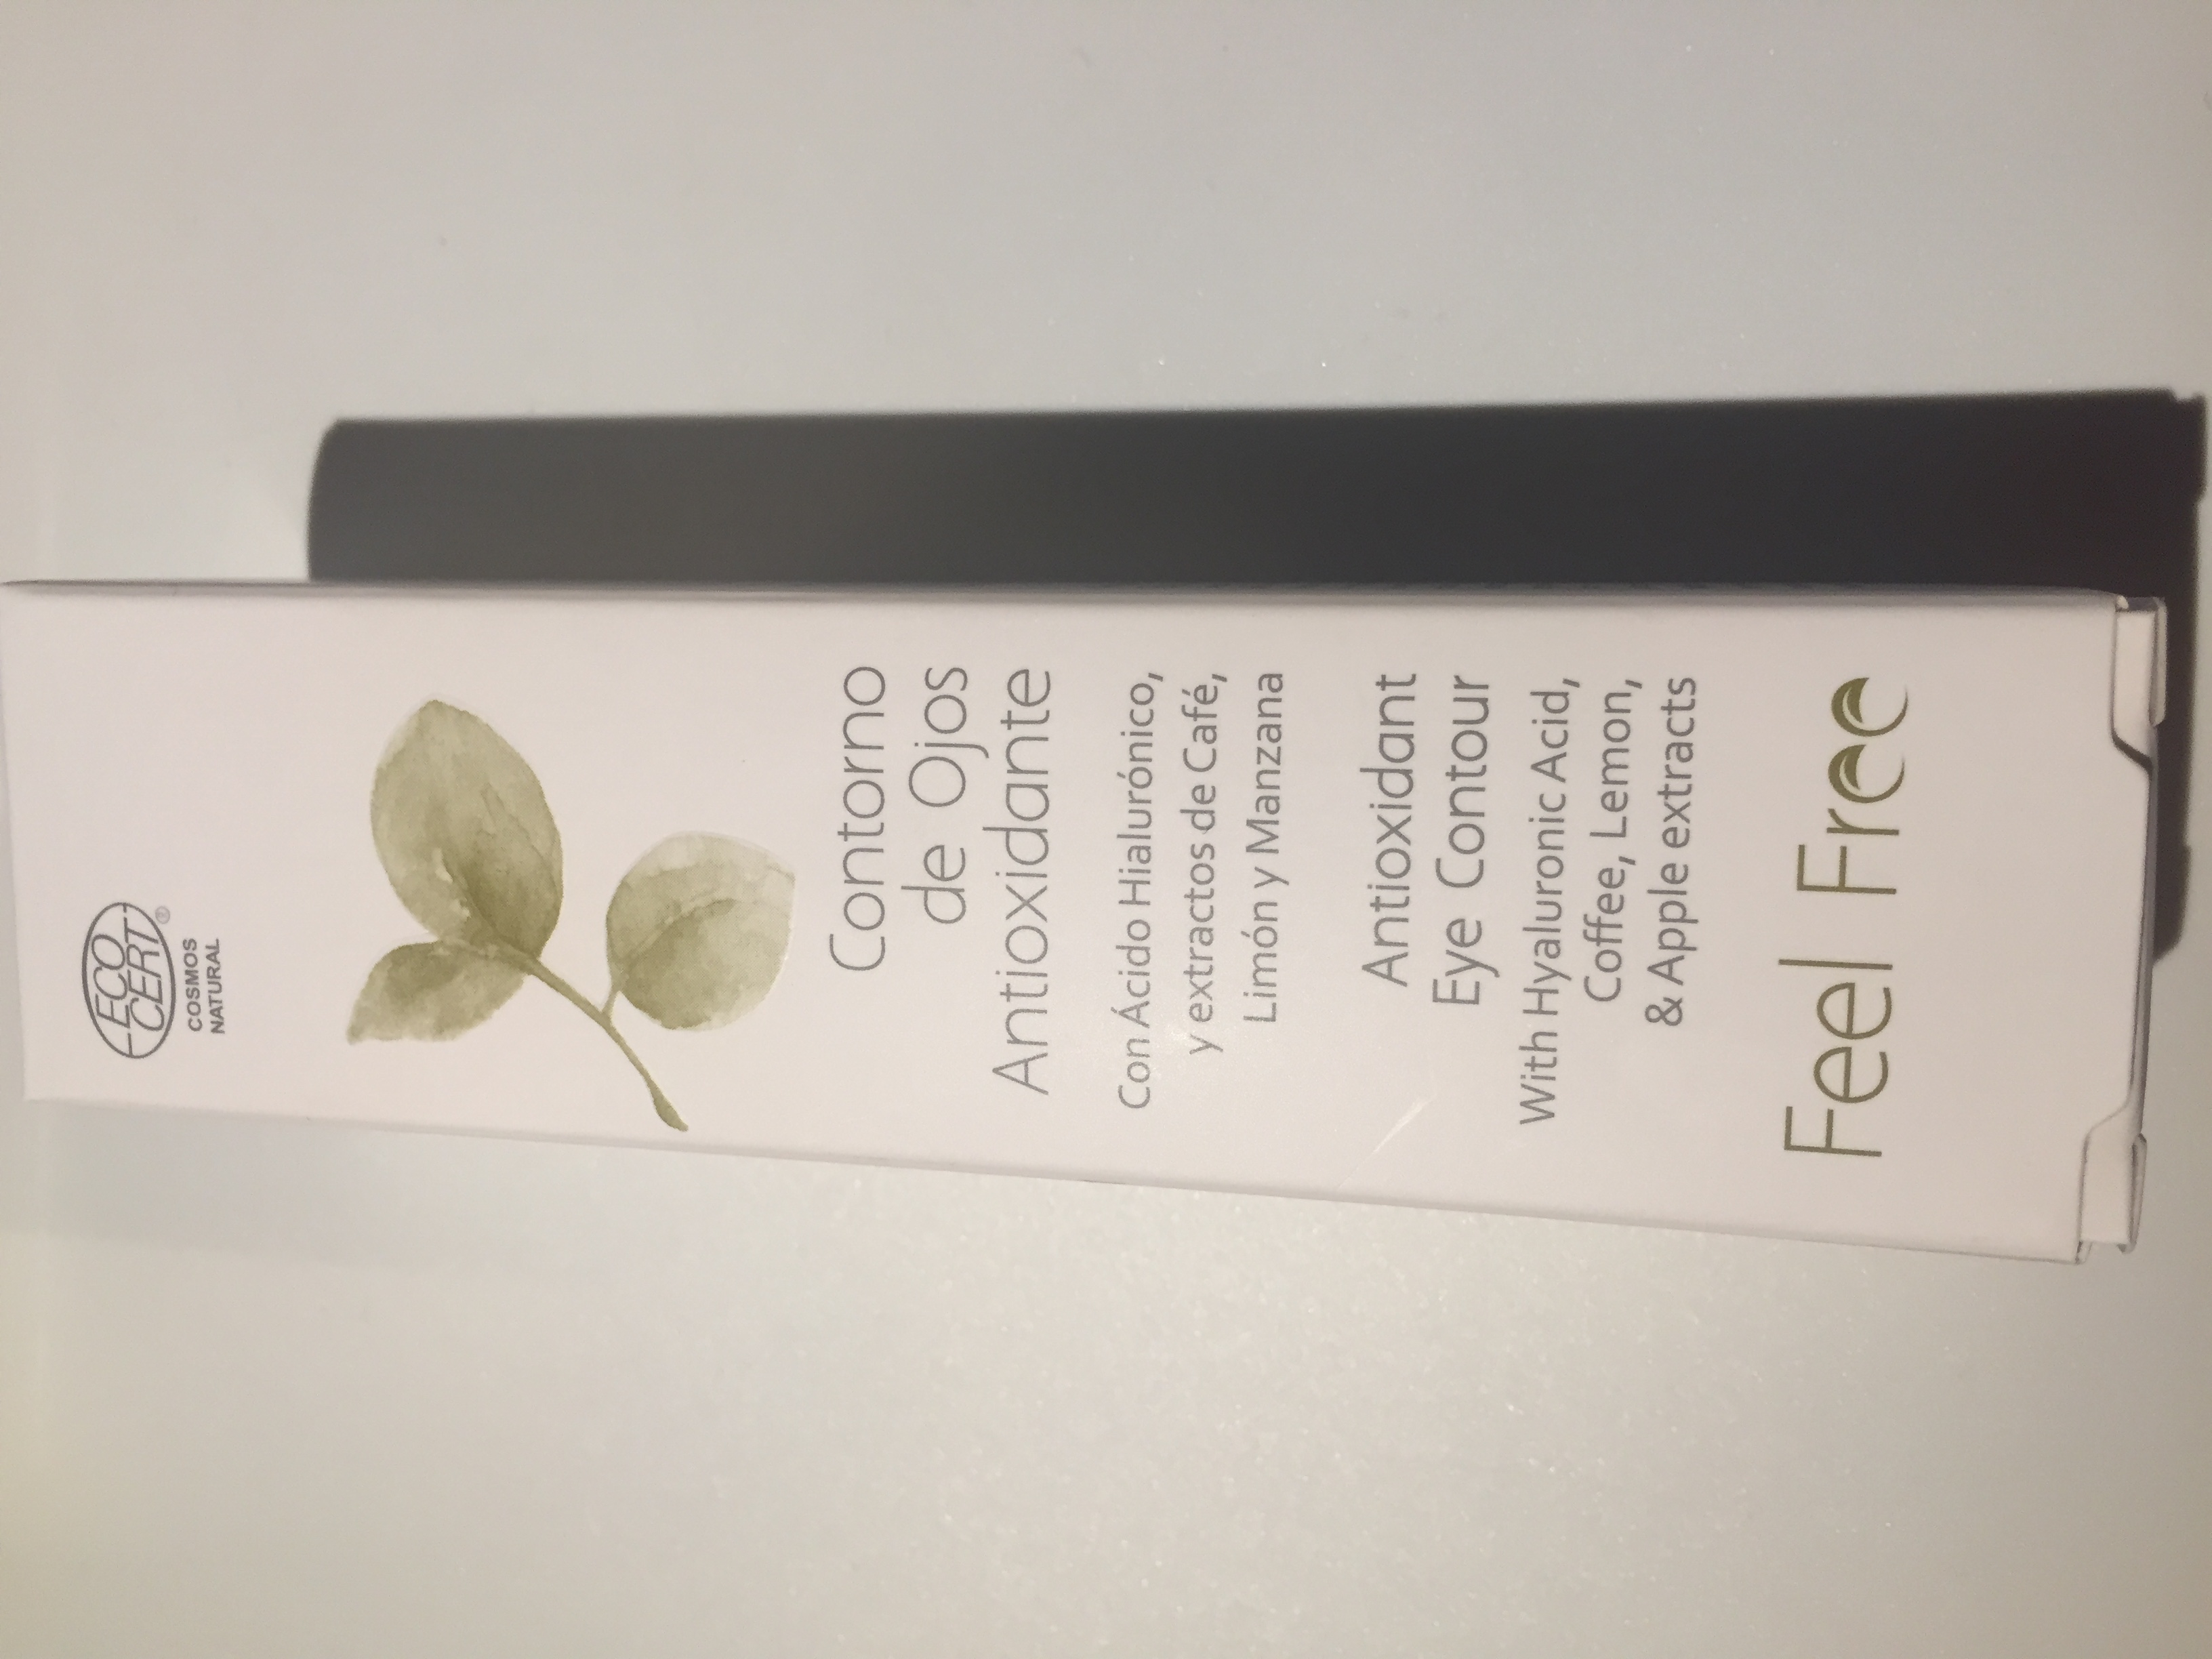 ECO
CERT®
COSMOS
NATURAL
Contorno
de Ojos
Antioxidante
Con Ácido Hialurónico,
y extractos de Café,
Limón y Manzana
Antioxidant
Eye Contour
With Hyaluronic Acid,
Coffee, Lemon,
& Apple extracts
Feel Free